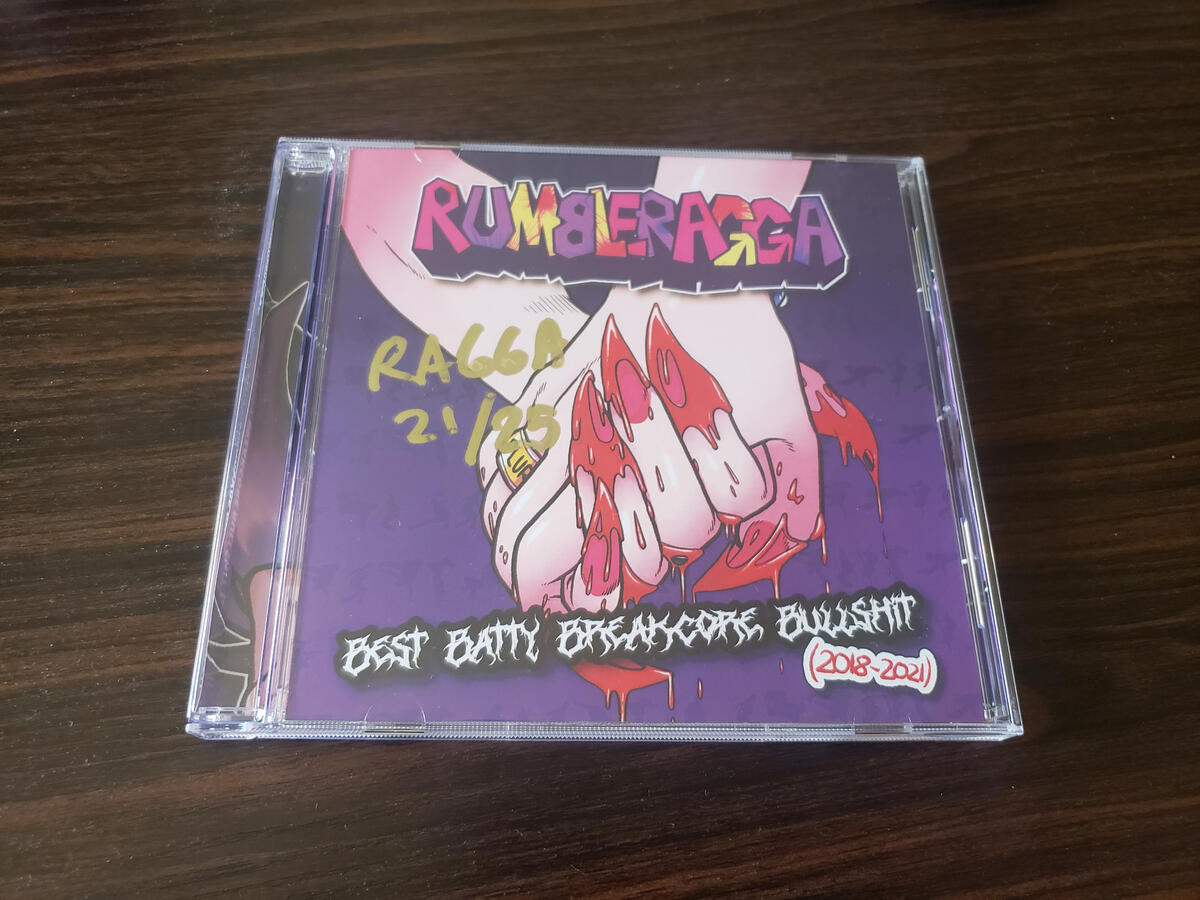 RUMBLERAGGA
RAGGA
21/25
BEST BATTY BREAKCORE BULLSHIT
(2018-2021)